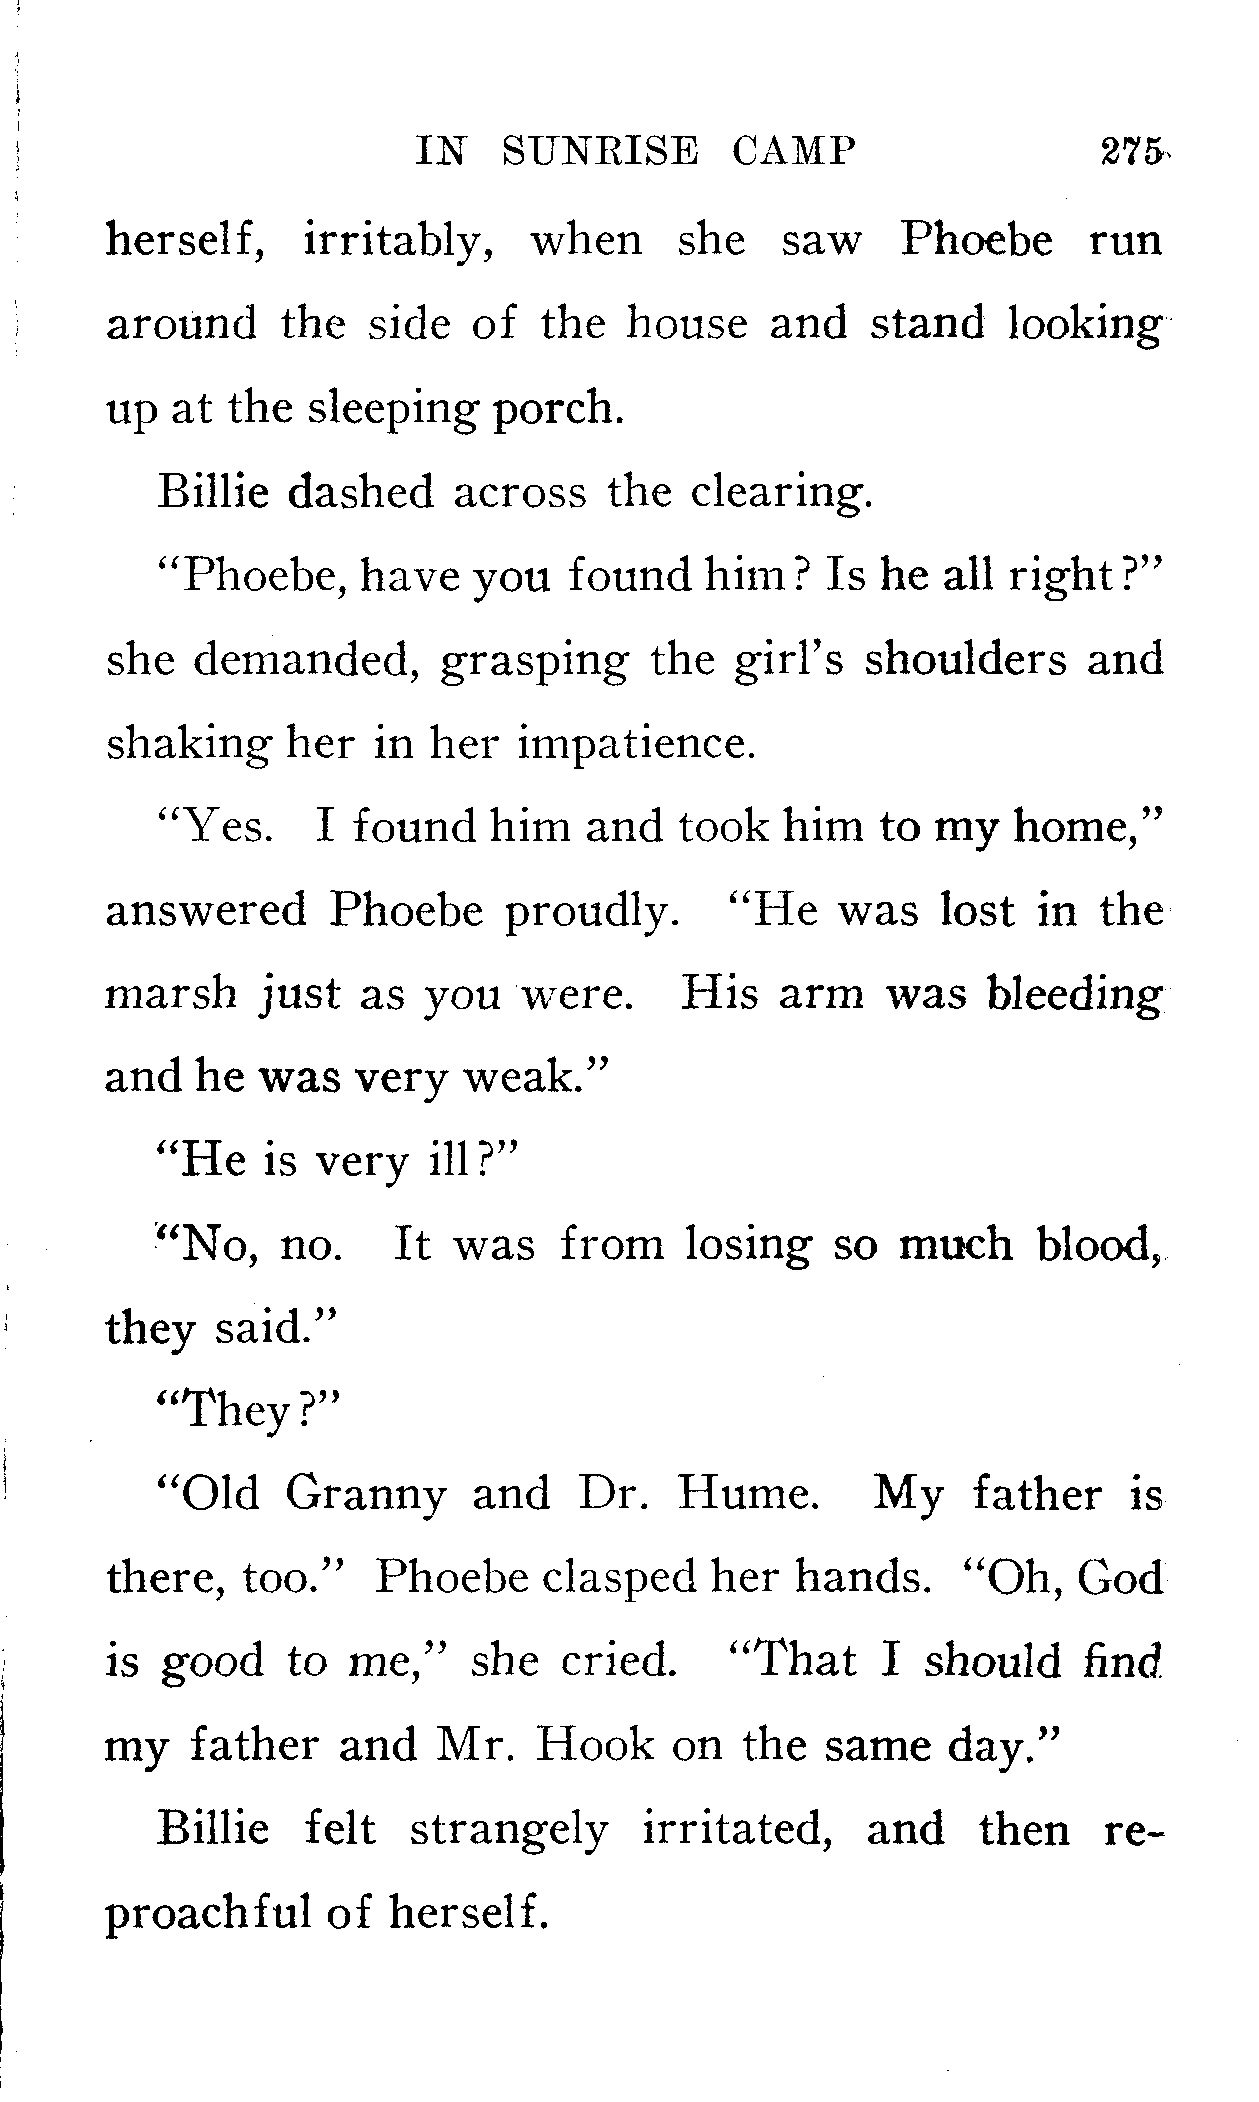 IN SUNRISE CAMP 275
herself, irritably, when she saw Phoebe run
around the side of the house and stand looking
up at the sleeping porch.
Billie dashed across the clearing.
“Phoebe, have you found him? Is he all right?”
she demanded, grasping the girl’s shoulders and
shaking her in her impatience.
“Yes. I found him and took him to my home,”
answered Phoebe proudly. “He was lost in the
marsh just as you were. His arm was bleeding
and he was very weak.”
“He is very ill?”
“No, no. It was from losing so much blood,
they said.”
“They?”
“Old Granny and Dr. Hume. My father is
there, too.” Phoebe clasped her hands. “Oh, God
is good to me,” she cried. “That I should find
my father and Mr. Hook on the same day.”
Billie felt strangely irritated, and then re-
proachful of herself.